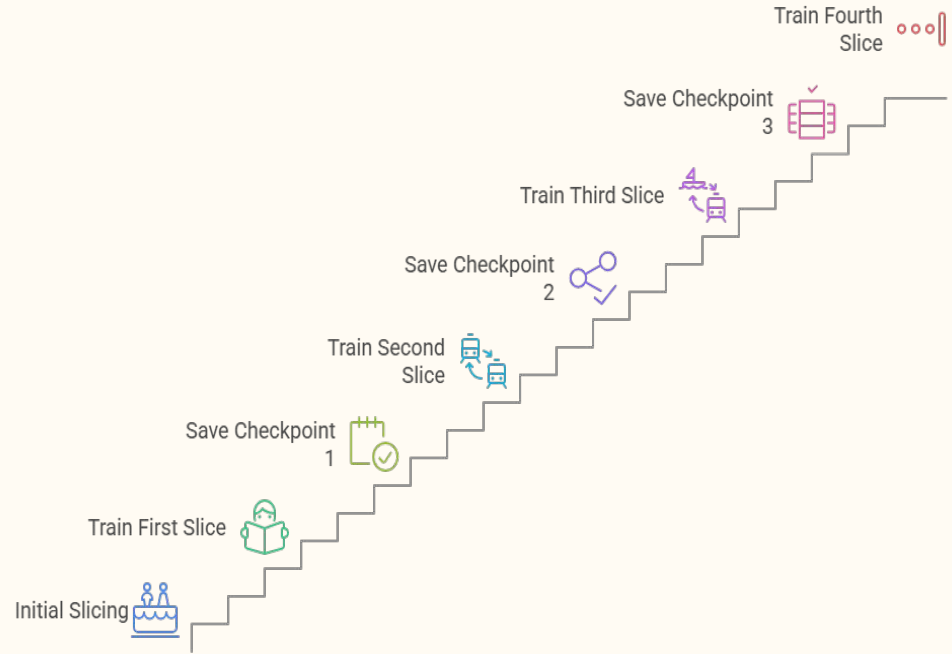 Train Fourth
Slice
Save Checkpoint
3
Train Third Slice
Save Checkpoint
2
Train Second
Slice
Save Checkpoint
1
Train First Slice
Initial Slicing